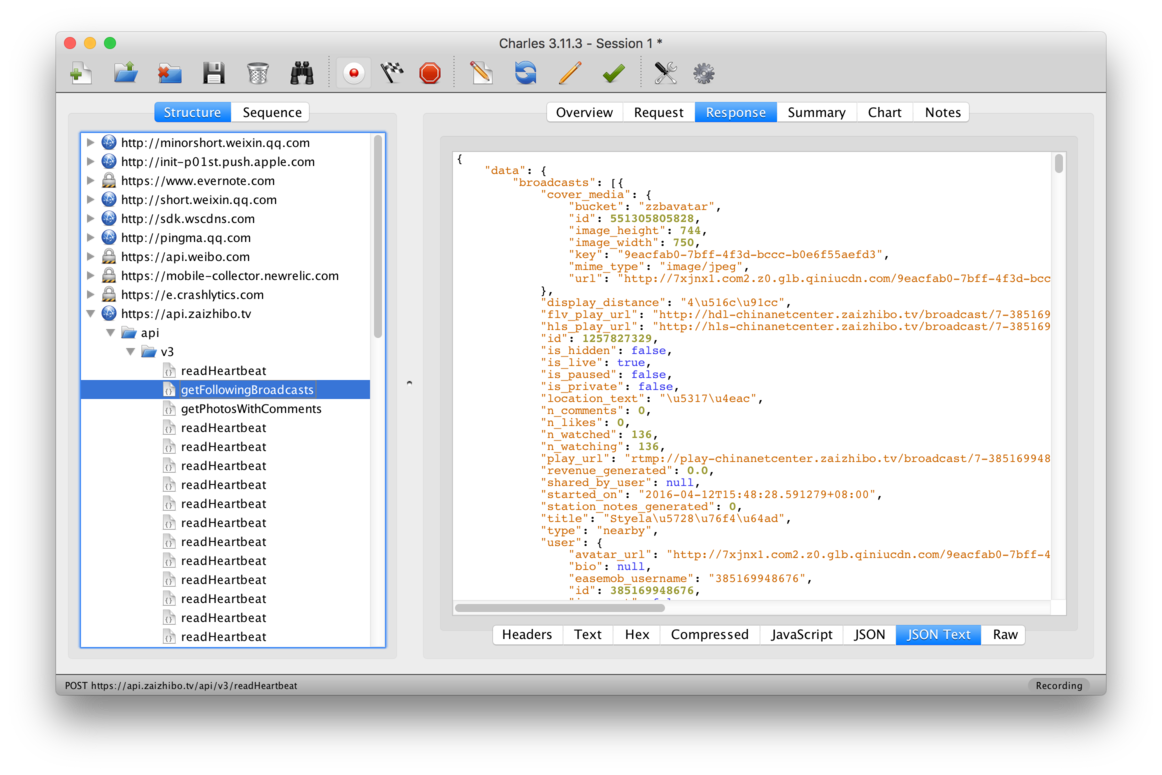 Charles 3.11.3 - Session 1 *
Structure
Sequence
Overview
Request
Response
Summary
Chart
Notes
http://minorshort.weixin.qq.com
http://init-p01st.push.apple.com
https://www.evernote.com
http://short.weixin.qq.com
http://sdk.wscdns.com
http://pingma.qq.com
https://api.weibo.com
https://mobile-collector.newrelic.com
https://e.crashlytics.com
https://api.zaizhibo.tv
api
v3
readHeartbeat
getFollowingBroadcasts
getPhotosWithComments
readHeartbeat
readHeartbeat
readHeartbeat
readHeartbeat
readHeartbeat
readHeartbeat
readHeartbeat
readHeartbeat
readHeartbeat
readHeartbeat
readHeartbeat
readHeartbeat
{
"data": {
"broadcasts": [{
"cover_media": {
"bucket": "zzbavatar",
"id": 551305805828,
"image_height": 744,
"image_width": 750,
"key": "9eacfab0-7bff-4f3d-bccc-b0e6f55aefd3",
"mime_type": "image/jpeg",
"url": "http://7xjnx1.com2.z0.glb.qiniucdn.com/9eacfab0-7bff-4f3d-bcc
},
"display_distance": "4\u516c\u91cc",
"flv_play_url": "http://hdl-chinanetcenter.zaizhibo.tv/broadcast/7-385169
"hls_play_url": "http://hls-chinanetcenter.zaizhibo.tv/broadcast/7-385169
"id": 1257827329,
"is_hidden": false,
"is_live": true,
"is_paused": false,
"is_private": false,
"location_text": "\u5317\u4eac",
"n_comments": 0,
"n_likes": 0,
"n_watched": 136,
"n_watching": 136,
"play_url": "rtmp://play-chinanetcenter.zaizhibo.tv/broadcast/7-385169948
"revenue_generated": 0.0,
"shared_by_user": null,
"started_on": "2016-04-12T15:48:28.591279+08:00",
"station_notes_generated": 0,
"title": "Styela\u5728\u76f4\u64ad",
"type": "nearby",
"user": {
"avatar_url": "http://7xjnx1.com2.z0.glb.qiniucdn.com/9eacfab0-7bff-4
"bio": null,
"easemob_username": "385169948676",
"id": 385169948676,
Headers
Text
Hex
Compressed
JavaScript
JSON
JSON Text
Raw
POST https://api.zaizhibo.tv/api/v3/readHeartbeat
Recording